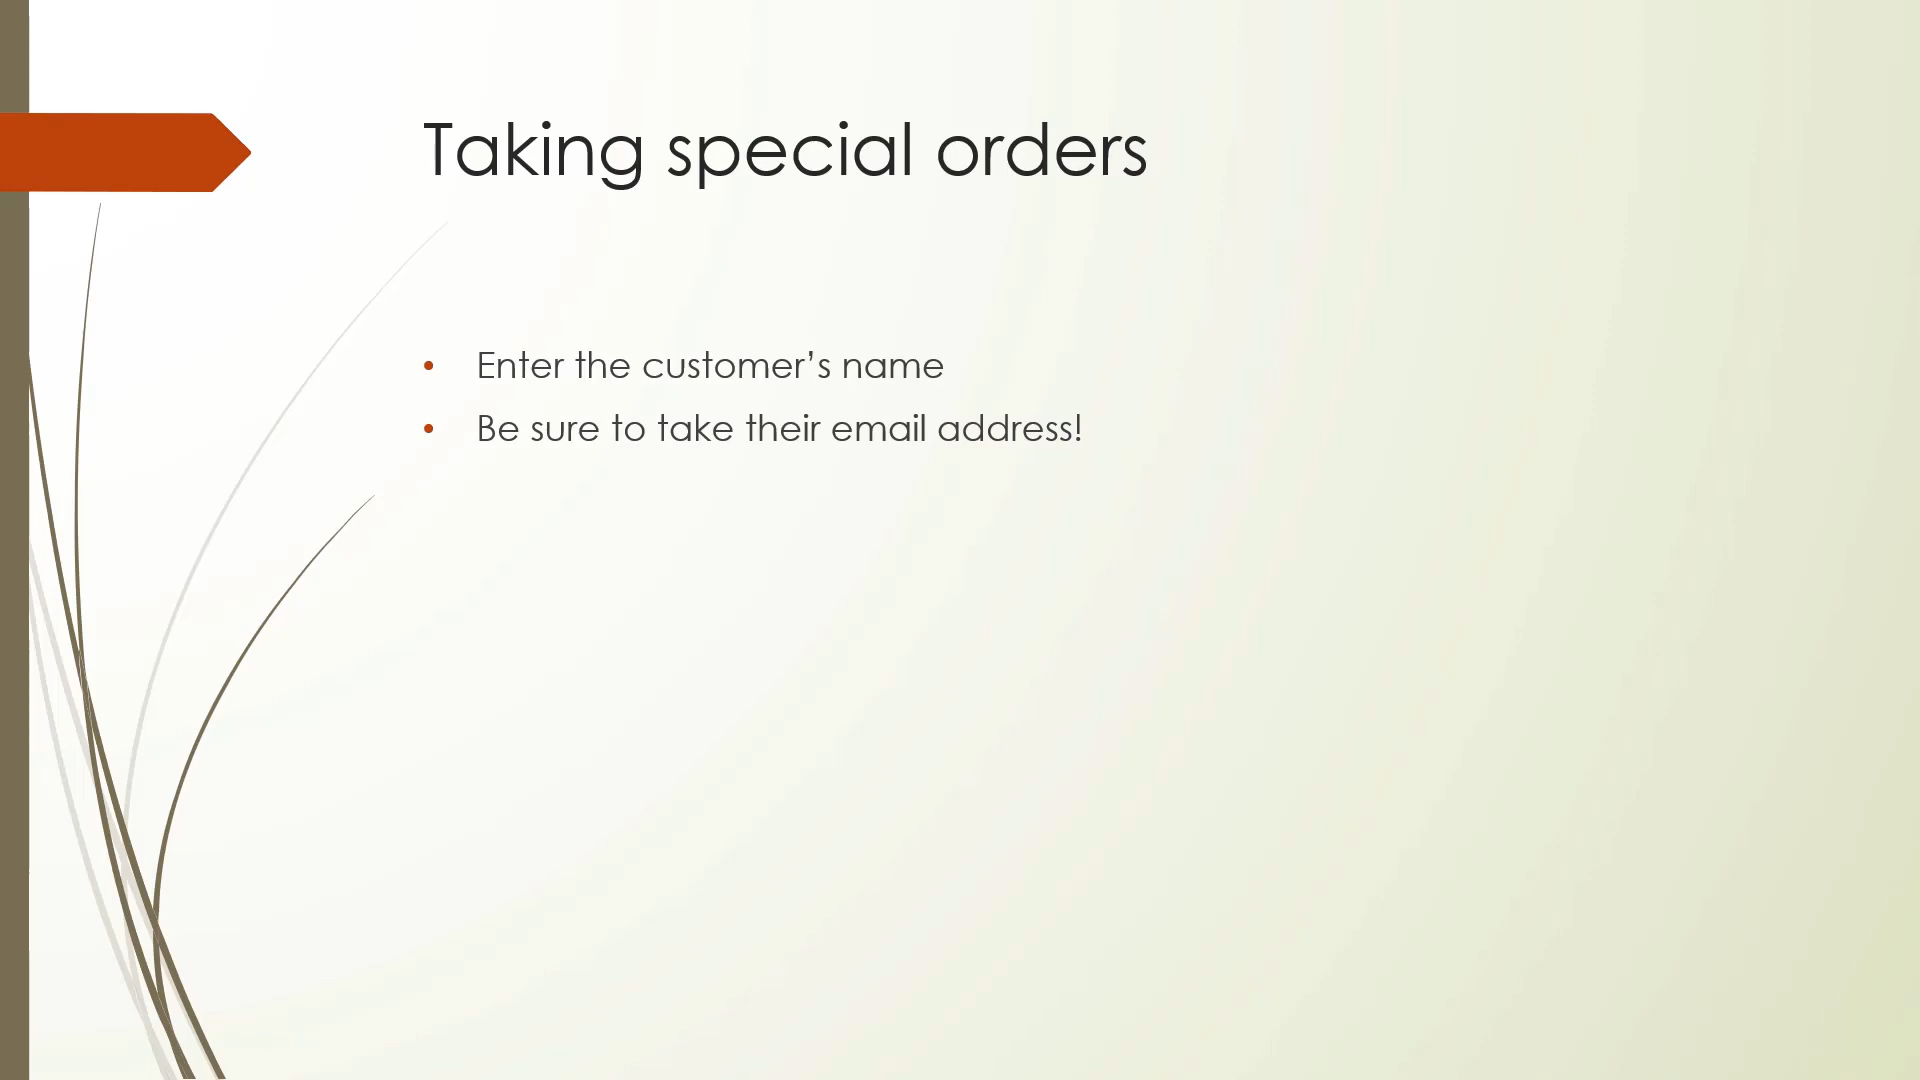 Taking special orders
• Enter the customer’s name
• Be sure to take their email address!